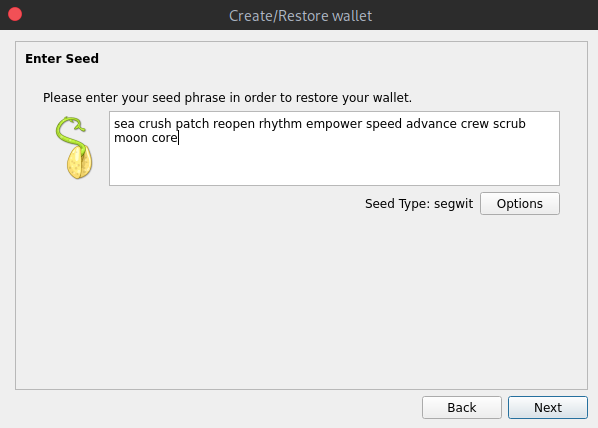 Create/Restore wallet
Enter Seed
Please enter your seed phrase in order to restore your wallet.
sea crush patch reopen rhythm empower speed advance crew scrub
moon core
Seed Type: segwit
Options
Back
Next